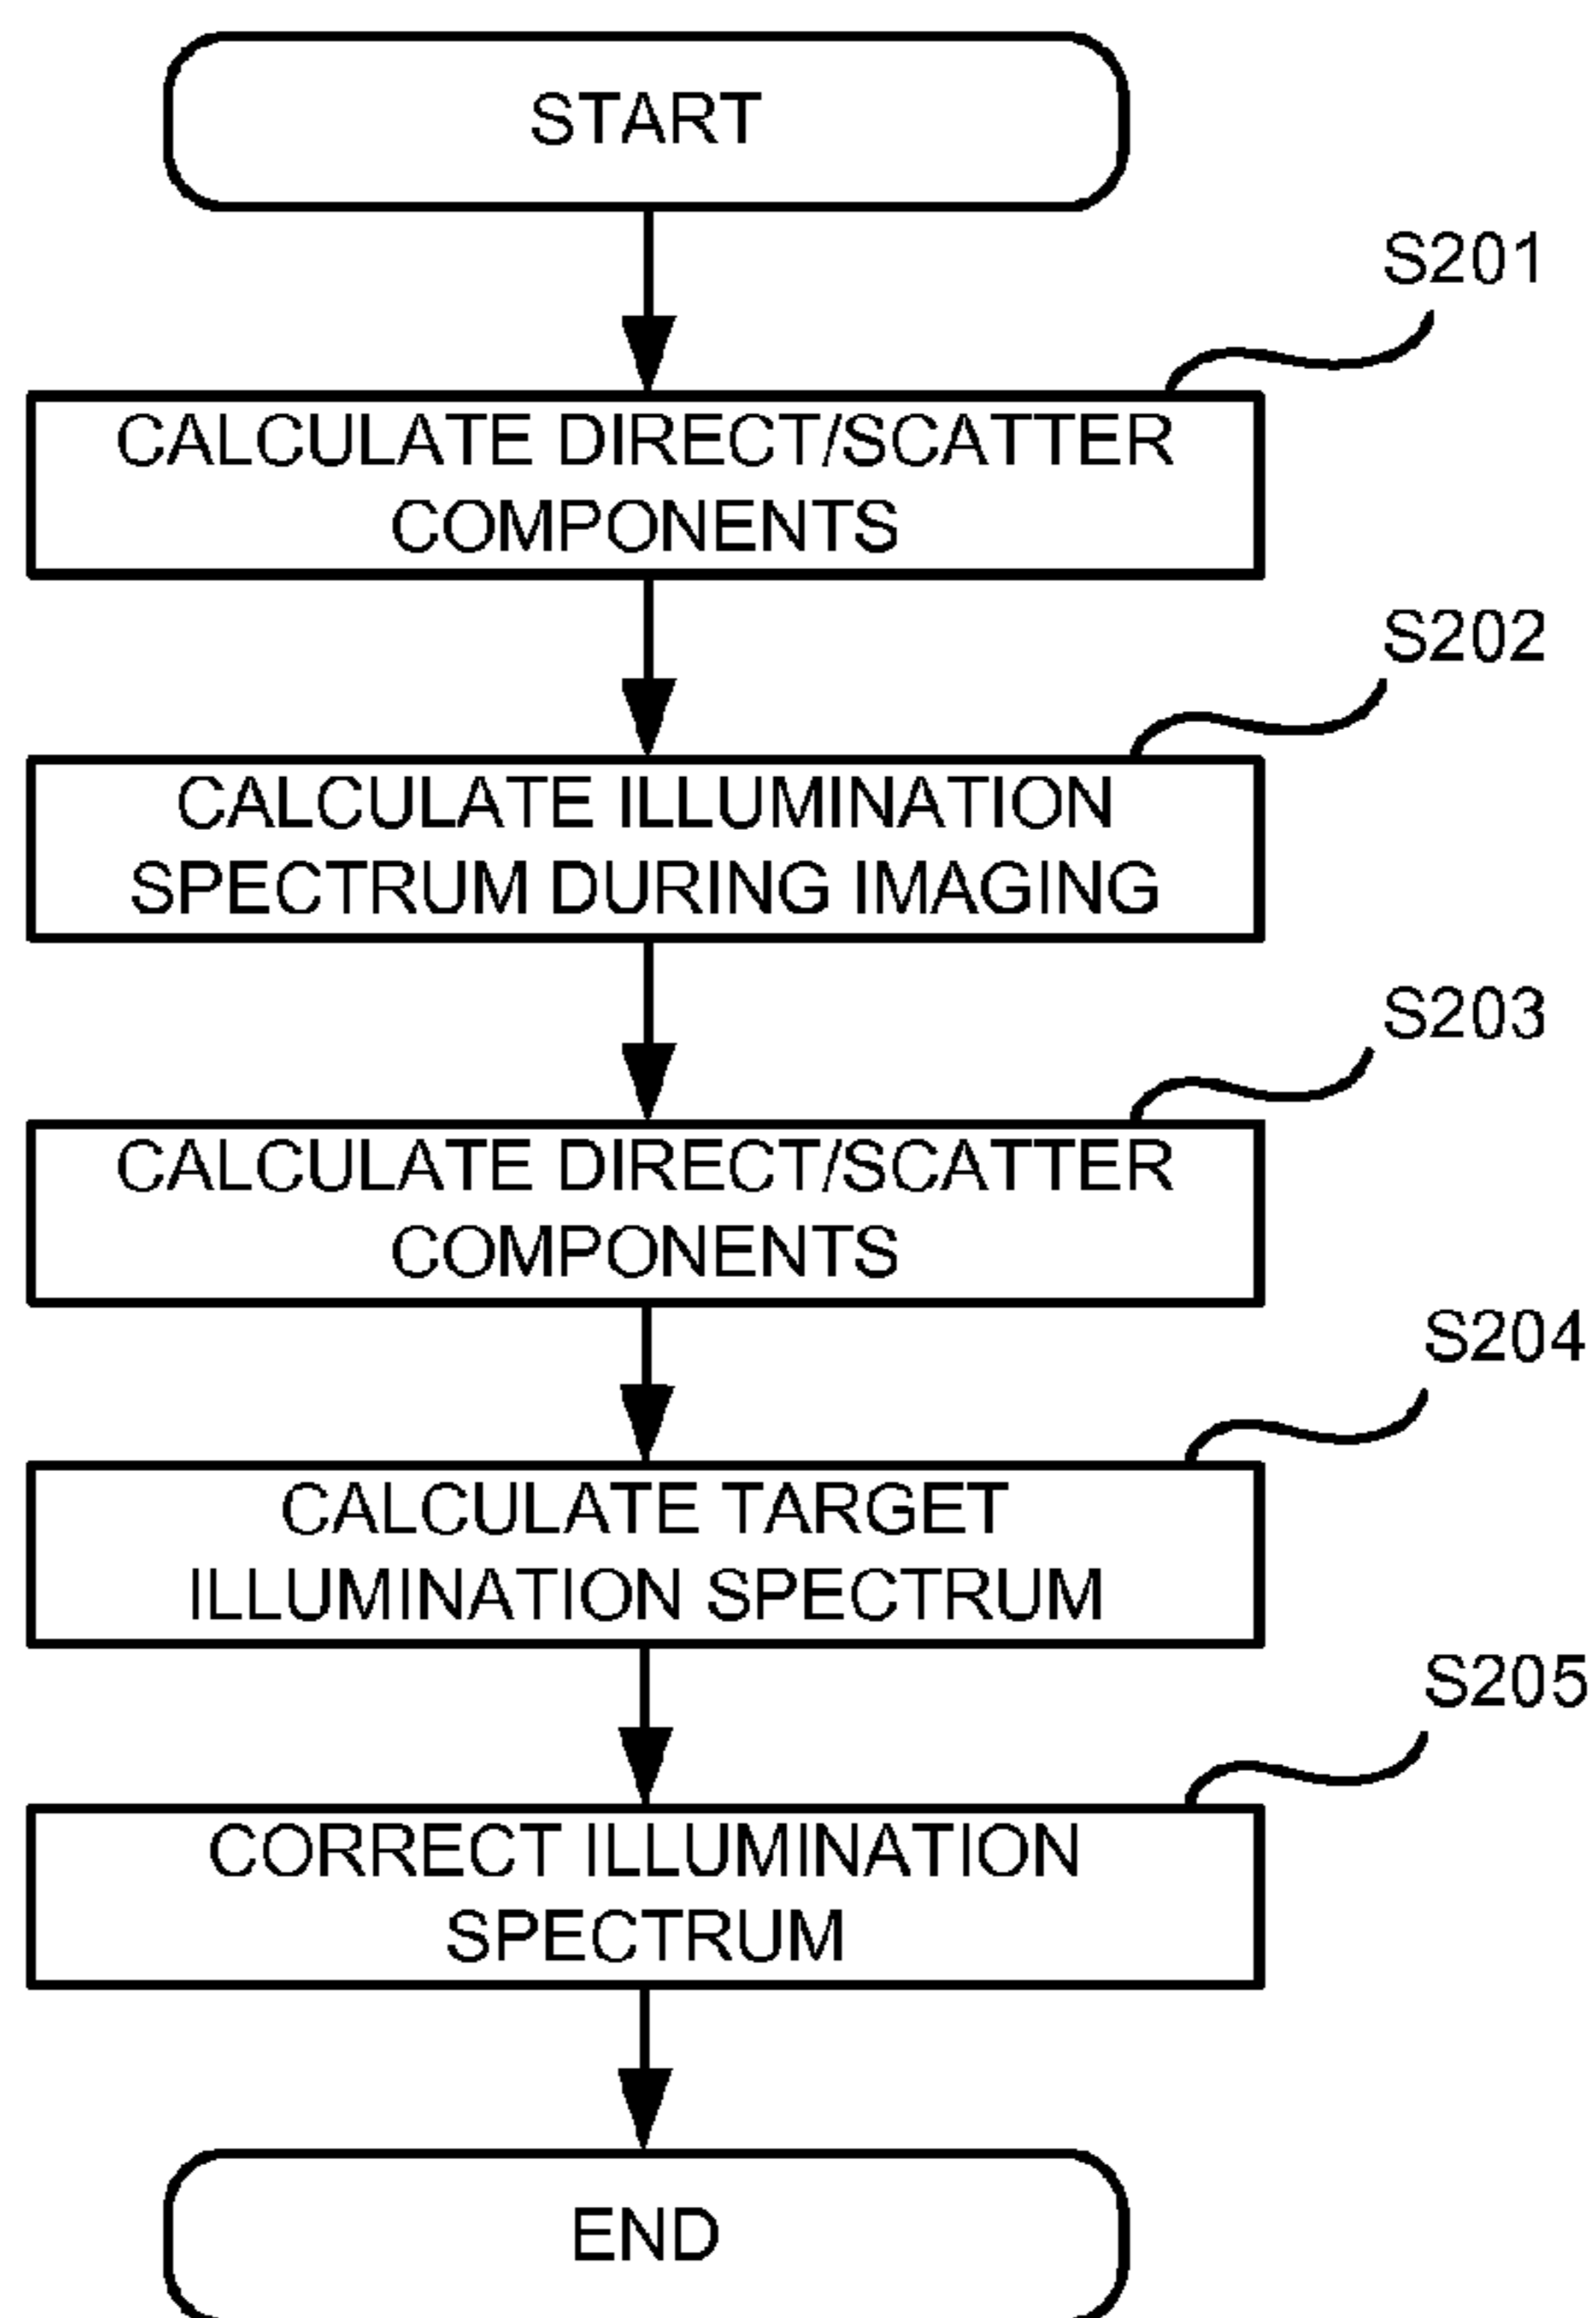 START
S201
CALCULATE DIRECT/SCATTER
COMPONENTS
S202
CALCULATE ILLUMINATION
SPECTRUM DURING IMAGING
S203
CALCULATE DIRECT/SCATTER
COMPONENTS
S204
CALCULATE TARGET
ILLUMINATION SPECTRUM
S205
CORRECT ILLUMINATION
SPECTRUM
END